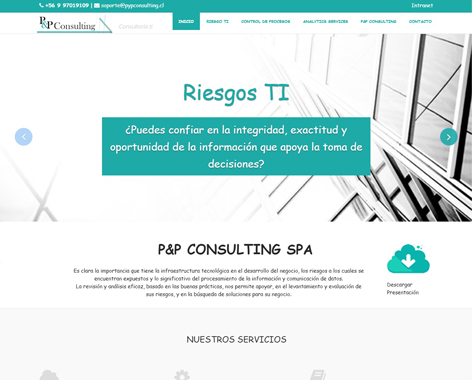 +56 9 97019109 | soporte@pypconsulting.cl
Intranet
P&P Consulting
INICIO RIESGO TI CONTROL DE PROCESOS ANALYTICS SERVICES P&P CONSULTING CONTACTO
Riesgos TI
¿Puedes confiar en la integridad, exactitud y
oportunidad de la información que apoya la toma de
decisiones?
P&P CONSULTING SPA
Es clara la importancia que tiene la infraestructura tecnológica en el desarrollo del negocio, los riesgos a los cuales se
encuentran expuestos y lo significativo del procesamiento de la información y comunicación de datos.
La revisión y análisis eficaz, basada en las buenas prácticas, nos permite apoyar, en el levantamiento y evaluación de
sus riesgos, y en la búsqueda de soluciones para su negocio.
Descargar
Presentación
NUESTROS SERVICIOS